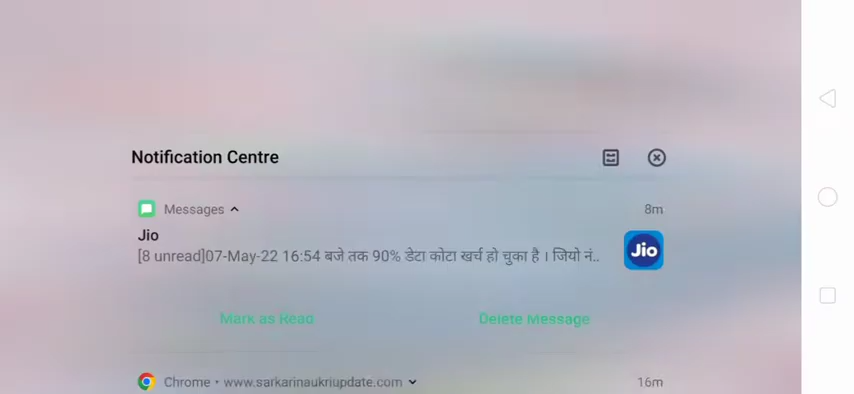 Notification Centre
Messages 8m
Jio
[8 unread]07-May-22 16:54 बजे तक 90% डेटा कोटा खर्च हो चुका है । जियो नं..
Jio
Mark as Read Delete Message
Chrome • www.sarkarinaukriupdate.com 16m